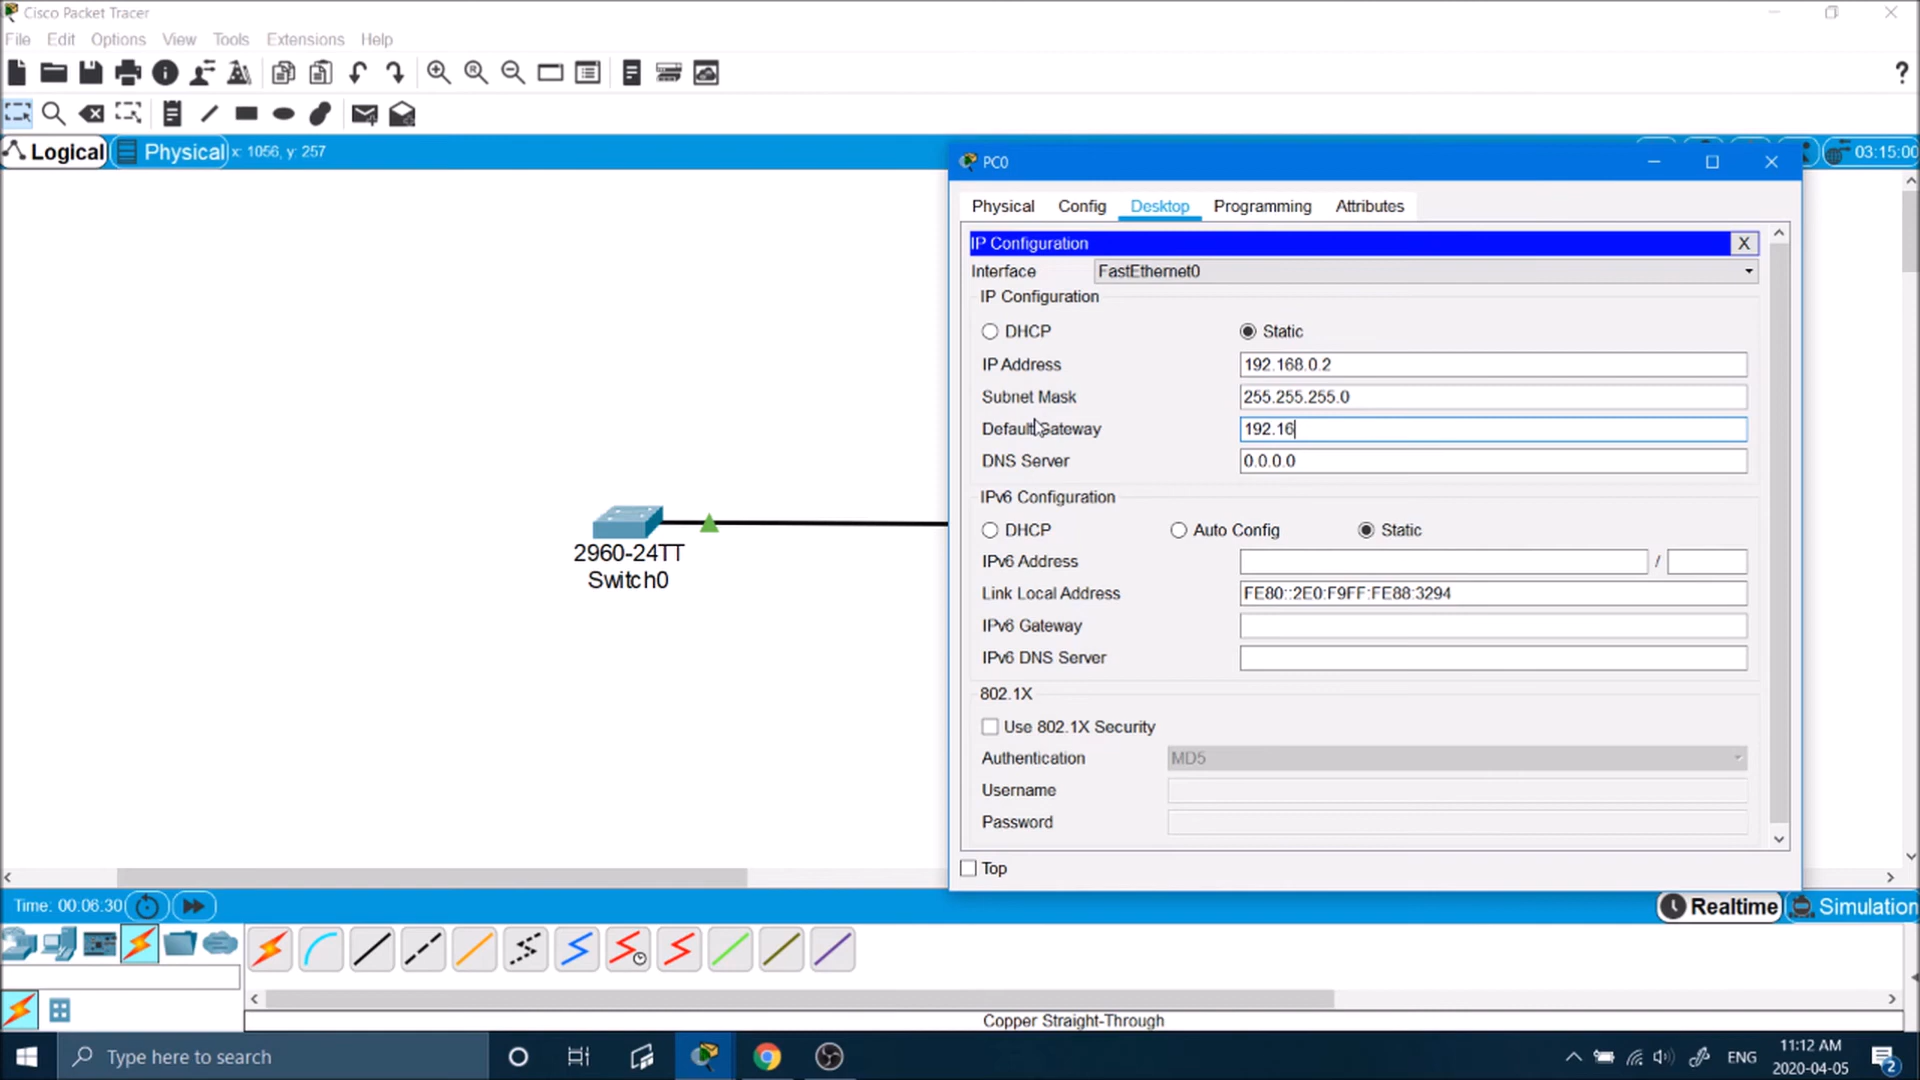 Cisco Packet Tracer
File Edit Options View Tools Extensions Help
?
Logical Physical x: 1056, y: 257
03:15:00
PC0
Physical Config Desktop Programming Attributes
IP Configuration X
Interface FastEthernet0
IP Configuration
DHCP Static
IP Address 192.168.0.2
Subnet Mask 255.255.255.0
Default Gateway 192.16
DNS Server 0.0.0.0
IPv6 Configuration
DHCP Auto Config Static
IPv6 Address /
Link Local Address FE80::2E0:F9FF:FE88:3294
IPv6 Gateway
IPv6 DNS Server
802.1X
Use 802.1X Security
Authentication MD5
Username
Password
Top
2960-24TT
Switch0
Time: 00:06:30
Realtime Simulation
Copper Straight-Through
Type here to search
ENG
11:12 AM
2020-04-05
2